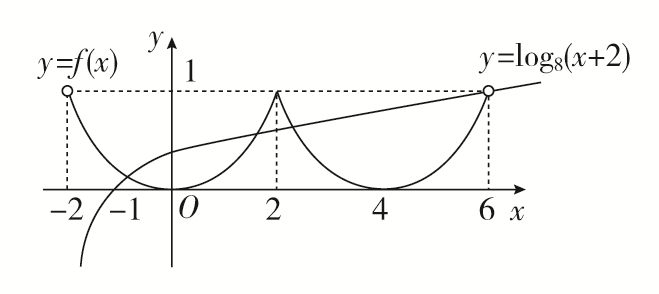 y
y=f(x)
1
y=log₈(x+2)
−2 −1 O 2 4 6 x